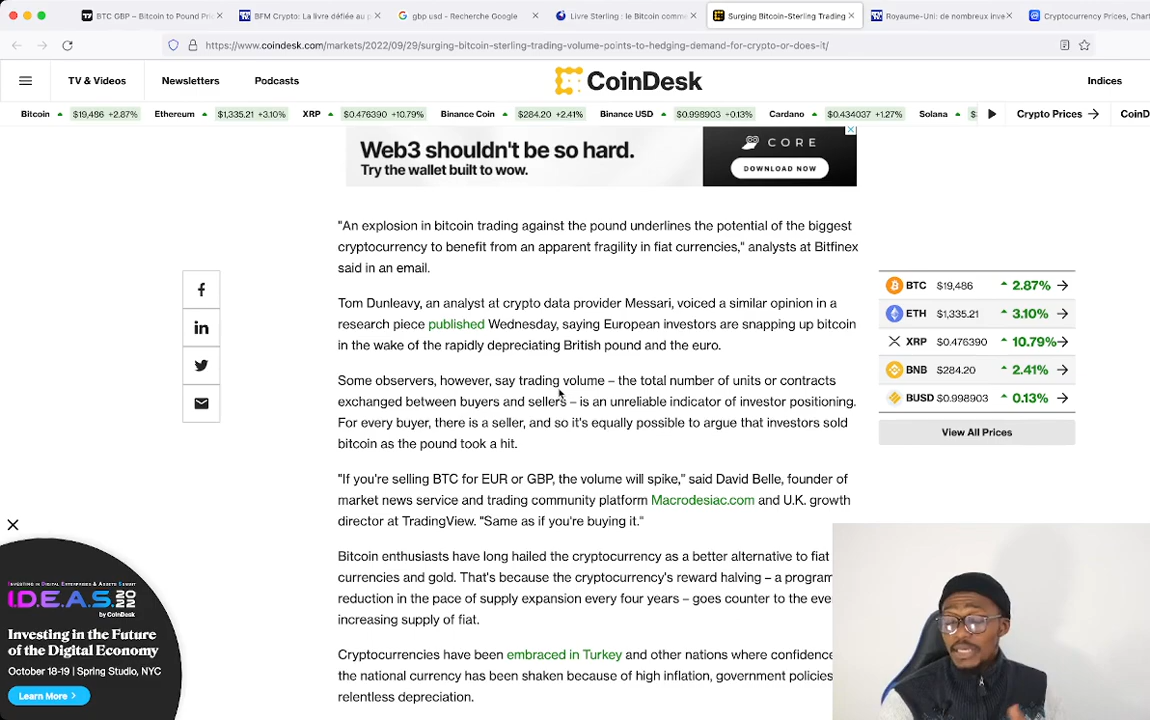 BTC GBP – Bitcoin to Pound Pri
BFM Crypto: La livre défiée au p
gbp usd - Recherche Google
Livre Sterling : le Bitcoin comme
Surging Bitcoin-Sterling Trading
Royaume-Uni: de nombreux inve
Cryptocurrency Prices, Chart
https://www.coindesk.com/markets/2022/09/29/surging-bitcoin-sterling-trading-volume-points-to-hedging-demand-for-crypto-or-does-it/
TV & Videos
Newsletters
Podcasts
CoinDesk
Indices
Bitcoin $19,486 +2.87% Ethereum $1,335.21 +3.10% XRP $0.476390 +10.79% Binance Coin $284.20 +2.41% Binance USD $0.998903 +0.13% Cardano $0.434037 +1.27% Solana $ Crypto Prices CoinD
Web3 shouldn't be so hard.
Try the wallet built to wow.
CORE
DOWNLOAD NOW
"An explosion in bitcoin trading against the pound underlines the potential of the biggest
cryptocurrency to benefit from an apparent fragility in fiat currencies," analysts at Bitfinex
said in an email.
Tom Dunleavy, an analyst at crypto data provider Messari, voiced a similar opinion in a
research piece published Wednesday, saying European investors are snapping up bitcoin
in the wake of the rapidly depreciating British pound and the euro.
Some observers, however, say trading volume – the total number of units or contracts
exchanged between buyers and sellers – is an unreliable indicator of investor positioning.
For every buyer, there is a seller, and so it's equally possible to argue that investors sold
bitcoin as the pound took a hit.
"If you're selling BTC for EUR or GBP, the volume will spike," said David Belle, founder of
market news service and trading community platform Macrodesiac.com and U.K. growth
director at TradingView. "Same as if you're buying it."
Bitcoin enthusiasts have long hailed the cryptocurrency as a better alternative to fiat
currencies and gold. That's because the cryptocurrency's reward halving – a program
reduction in the pace of supply expansion every four years – goes counter to the eve
increasing supply of fiat.
Cryptocurrencies have been embraced in Turkey and other nations where confidence
the national currency has been shaken because of high inflation, government policies
relentless depreciation.
BTC $19,486 2.87%
ETH $1,335.21 3.10%
XRP $0.476390 10.79%
BNB $284.20 2.41%
BUSD $0.998903 0.13%
View All Prices
INVESTING IN DIGITAL ENTERPRISES & ASSETS SUMMIT
I.D.E.A.S. 2022
by CoinDesk
Investing in the Future
of the Digital Economy
October 18-19 | Spring Studio, NYC
Learn More